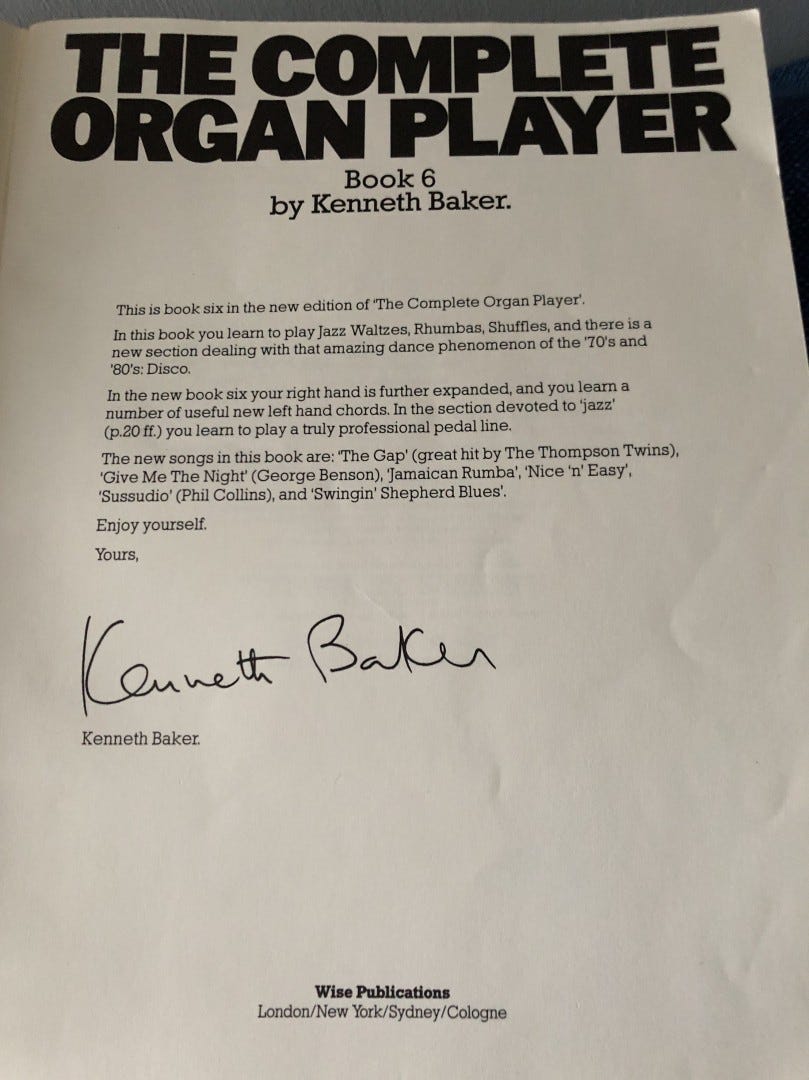 THE COMPLETE
ORGAN PLAYER
Book 6
by Kenneth Baker.
This is book six in the new edition of 'The Complete Organ Player'.
In this book you learn to play Jazz Waltzes, Rhumbas, Shuffles, and there is a
new section dealing with that amazing dance phenomenon of the '70's and
'80's: Disco.
In the new book six your right hand is further expanded, and you learn a
number of useful new left hand chords. In the section devoted to 'jazz'
(p.20 ff.) you learn to play a truly professional pedal line.
The new songs in this book are: 'The Gap' (great hit by The Thompson Twins),
'Give Me The Night' (George Benson), 'Jamaican Rumba', 'Nice 'n' Easy',
'Sussudio' (Phil Collins), and 'Swingin' Shepherd Blues'.
Enjoy yourself.
Yours,
Kenneth Baker
Kenneth Baker.
Wise Publications
London/New York/Sydney/Cologne